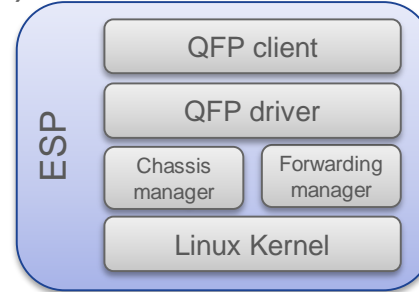 QFP client
QFP driver
Chassis
manager
Forwarding
manager
Linux Kernel
ESP